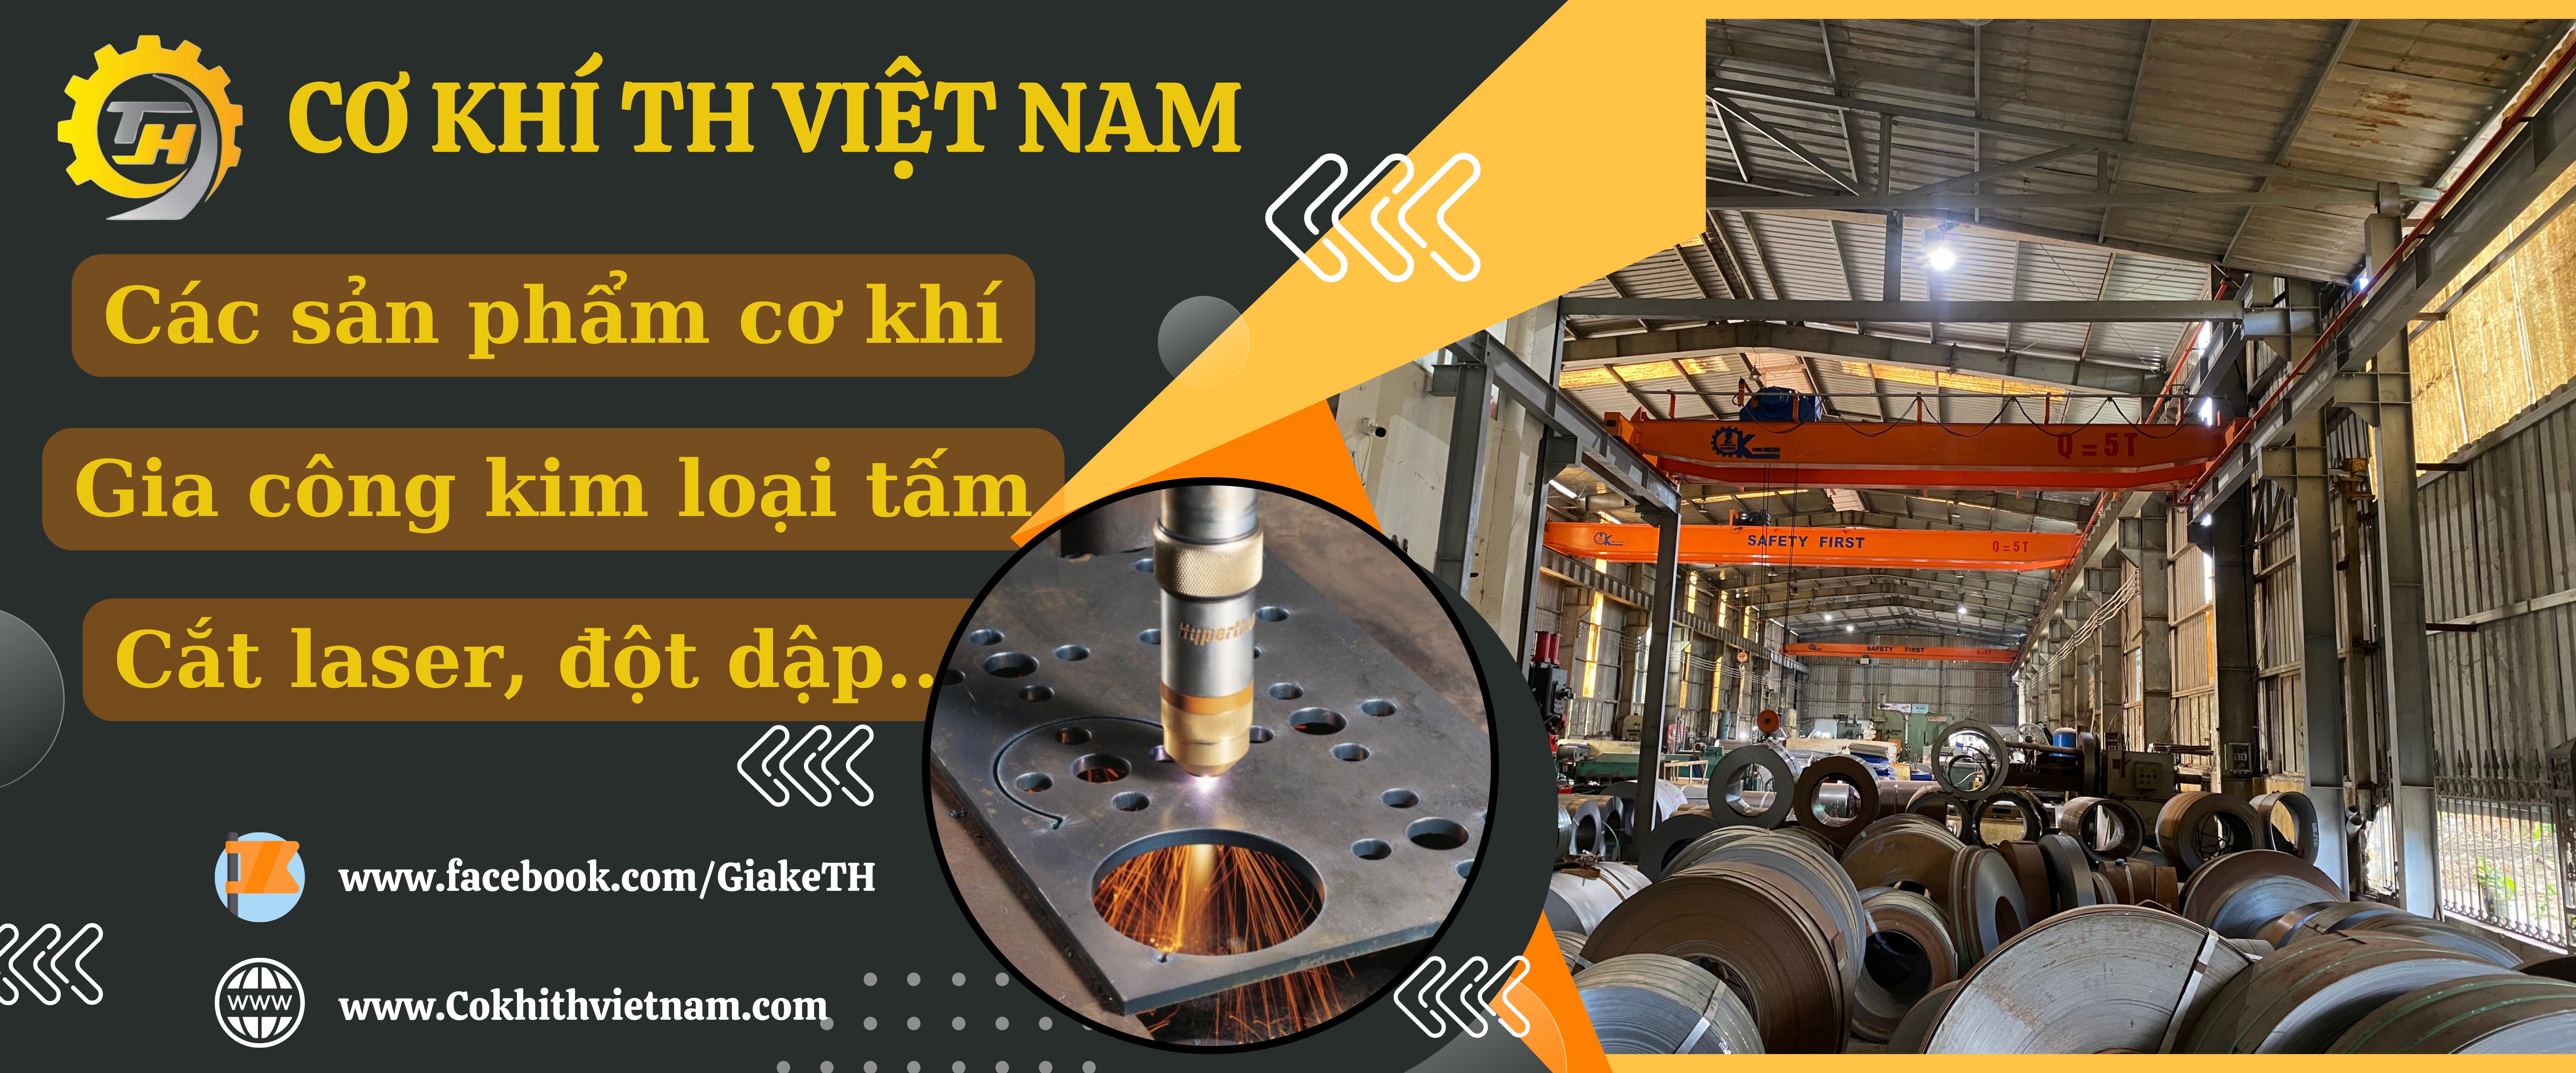 TH
CƠ KHÍ TH VIỆT NAM
Các sản phẩm cơ khí
Gia công kim loại tấm
Cắt laser, đột dập..
www.facebook.com/GiakeTH
WWW
www.Cokhithvietnam.com
K
Q = 5T
SAFETY FIRST
Q = 5T
SAFETY FIRST